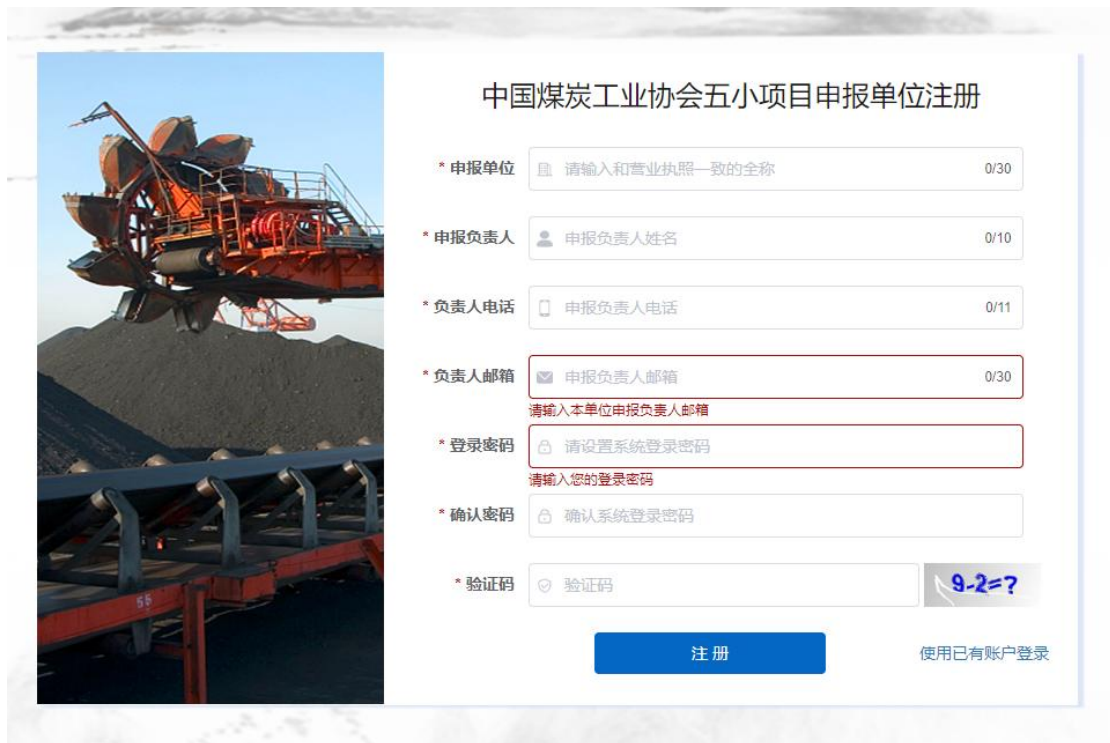 中国煤炭工业协会五小项目申报单位注册
* 申报单位 请输入和营业执照一致的全称 0/30
* 申报负责人 申报负责人姓名 0/10
* 负责人电话 申报负责人电话 0/11
* 负责人邮箱 申报负责人邮箱 0/30
请输入本单位申报负责人邮箱
* 登录密码 请设置系统登录密码
请输入您的登录密码
* 确认密码 确认系统登录密码
* 验证码 验证码 9-2=?
注册 使用已有账户登录
55